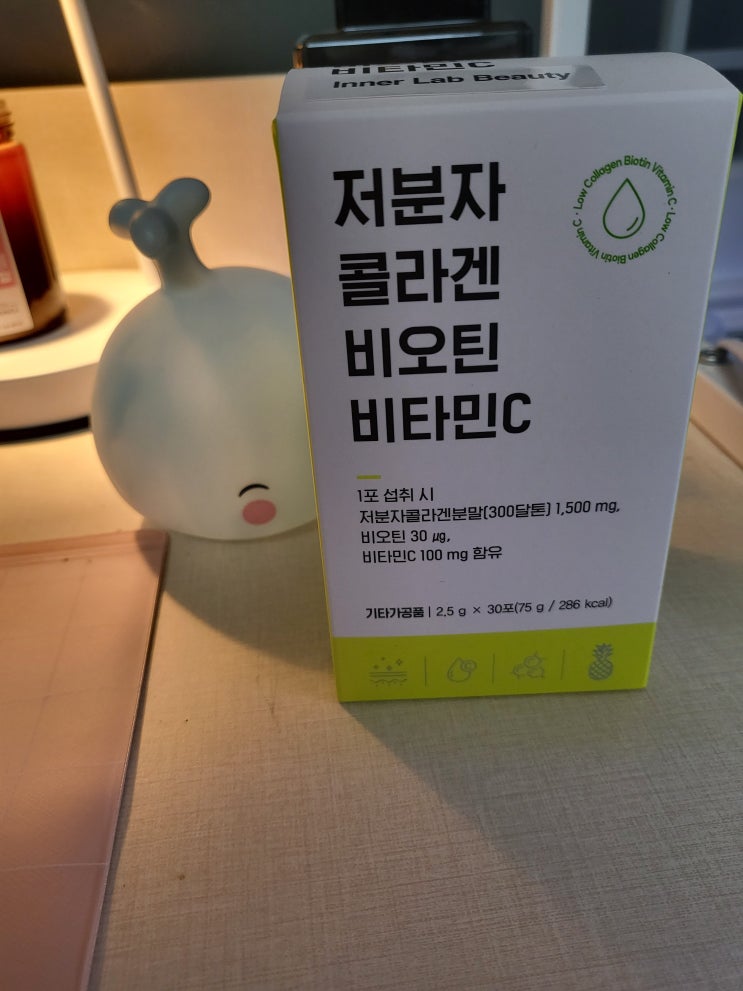 비타민C
Inner Lab Beauty
저분자
콜라겐
비오틴
비타민C
Low Collagen Biotin Vitamin C · Low Collagen Biotin Vitamin C ·
1포 섭취 시
저분자콜라겐분말(300달톤) 1,500 mg,
비오틴 30 ㎍,
비타민C 100 mg 함유
기타가공품 | 2.5 g × 30포(75 g / 286 kcal)